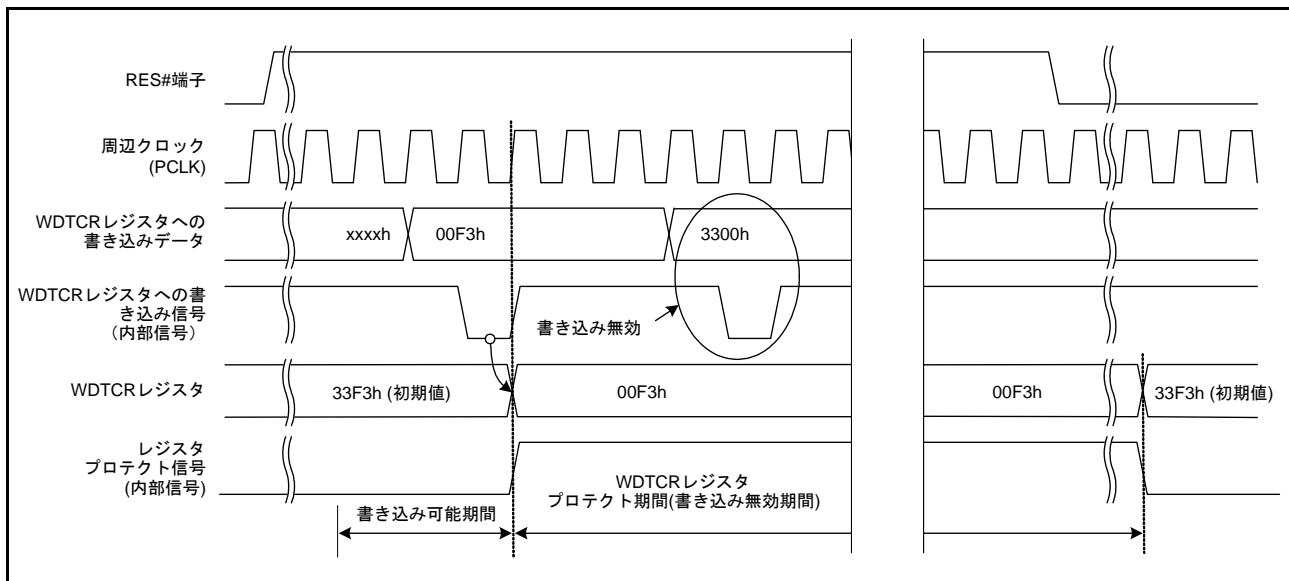 RES#端子
周辺クロック
(PCLK)
WDTCRレジスタへの
書き込みデータ
xxxxh
00F3h
3300h
WDTCRレジスタへの書
き込み信号
(内部信号)
書き込み無効
WDTCRレジスタ
33F3h (初期値)
00F3h
00F3h
33F3h (初期値)
レジスタ
プロテクト信号
(内部信号)
WDTCRレジスタ
プロテクト期間(書き込み無効期間)
書き込み可能期間